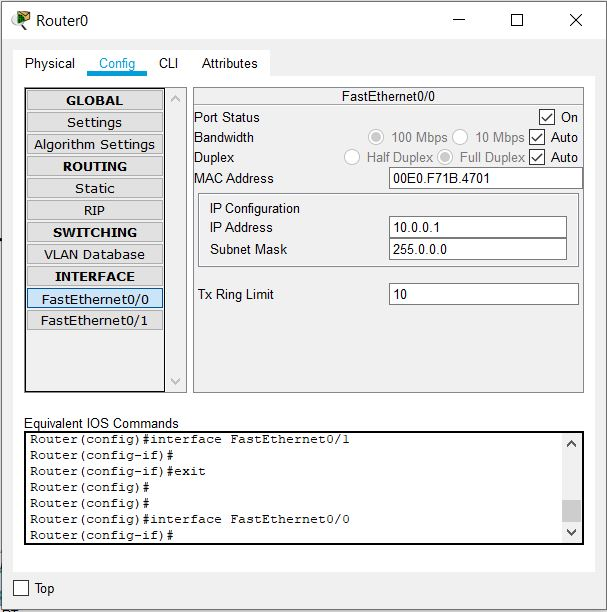 Router0
Physical Config CLI Attributes
GLOBAL
Settings
Algorithm Settings
ROUTING
Static
RIP
SWITCHING
VLAN Database
INTERFACE
FastEthernet0/0
FastEthernet0/1
FastEthernet0/0
Port Status On
Bandwidth 100 Mbps 10 Mbps Auto
Duplex Half Duplex Full Duplex Auto
MAC Address 00E0.F71B.4701
IP Configuration
IP Address 10.0.0.1
Subnet Mask 255.0.0.0
Tx Ring Limit 10
Equivalent IOS Commands
Router(config)#interface FastEthernet0/1
Router(config-if)#
Router(config-if)#exit
Router(config)#
Router(config)#
Router(config)#interface FastEthernet0/0
Router(config-if)#
Top